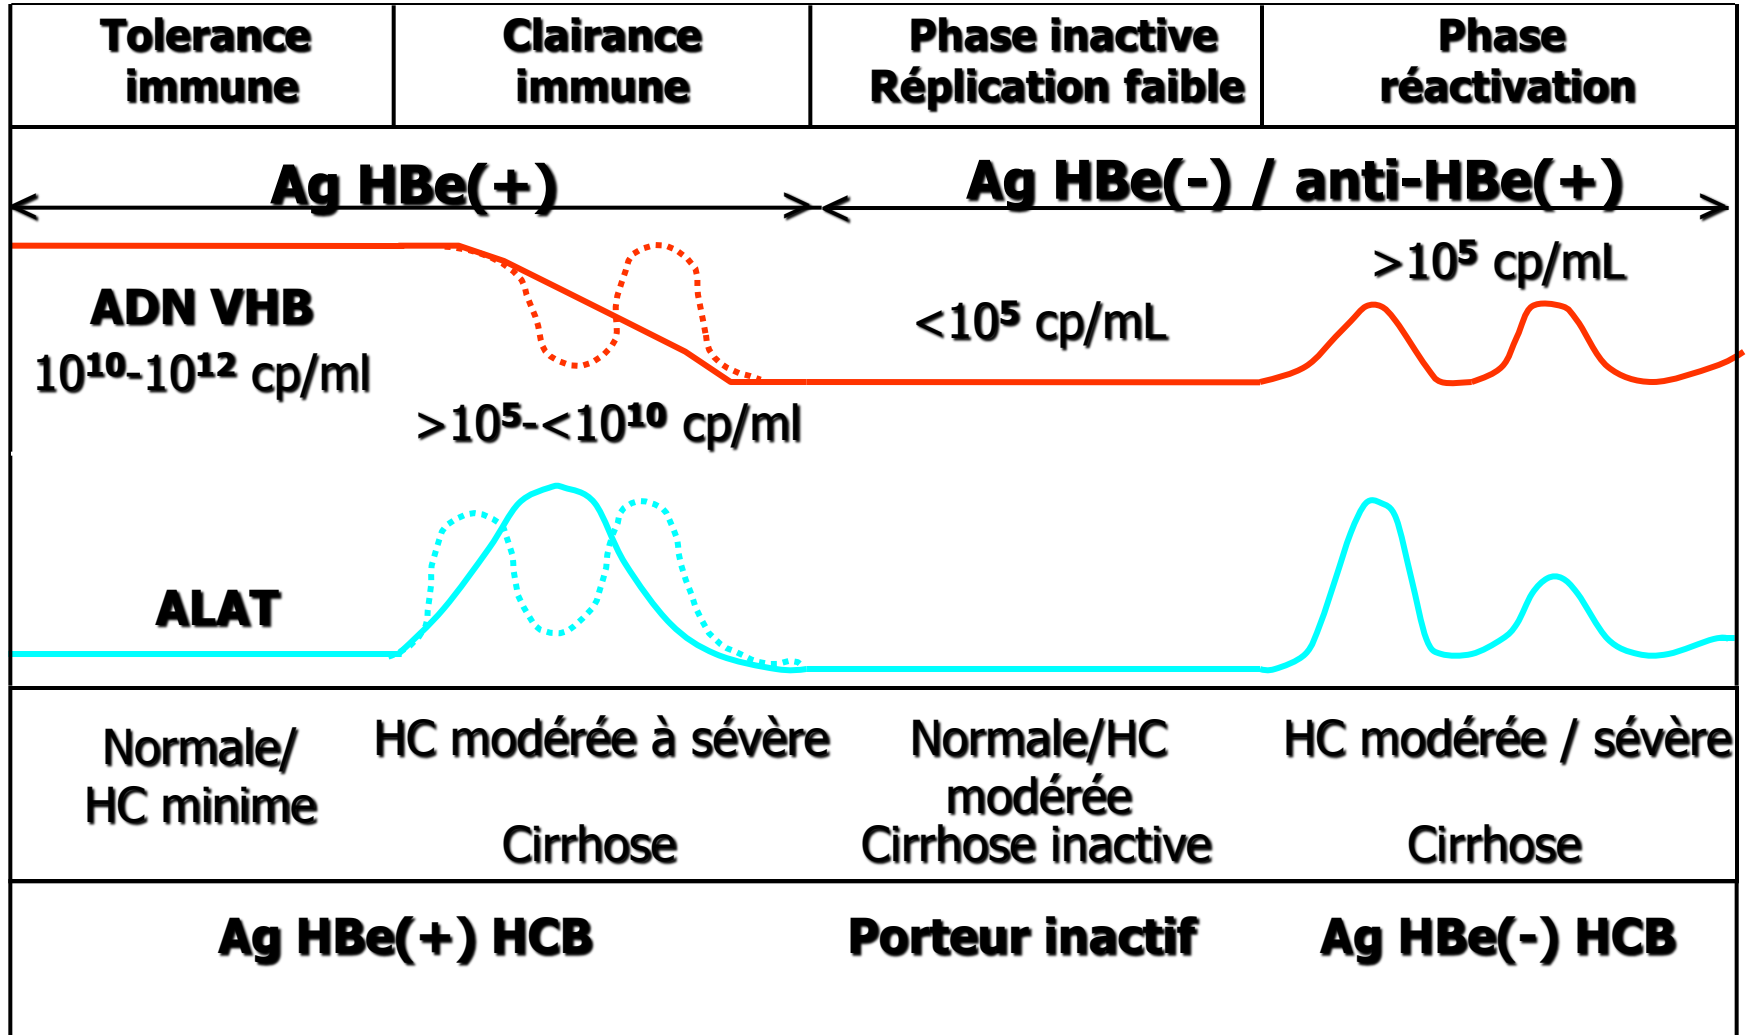 Tolerance
immune
Clairance
immune
Phase inactive
Réplication faible
Phase
réactivation
Ag HBe(+)
Ag HBe(-) / anti-HBe(+)
ADN VHB
10¹⁰-10¹² cp/ml
>10⁵-<10¹⁰ cp/ml
<10⁵ cp/mL
>10⁵ cp/mL
ALAT
Normale/
HC minime
HC modérée à sévère
Cirrhose
Normale/HC
modérée
Cirrhose inactive
HC modérée / sévère
Cirrhose
Ag HBe(+) HCB
Porteur inactif
Ag HBe(-) HCB